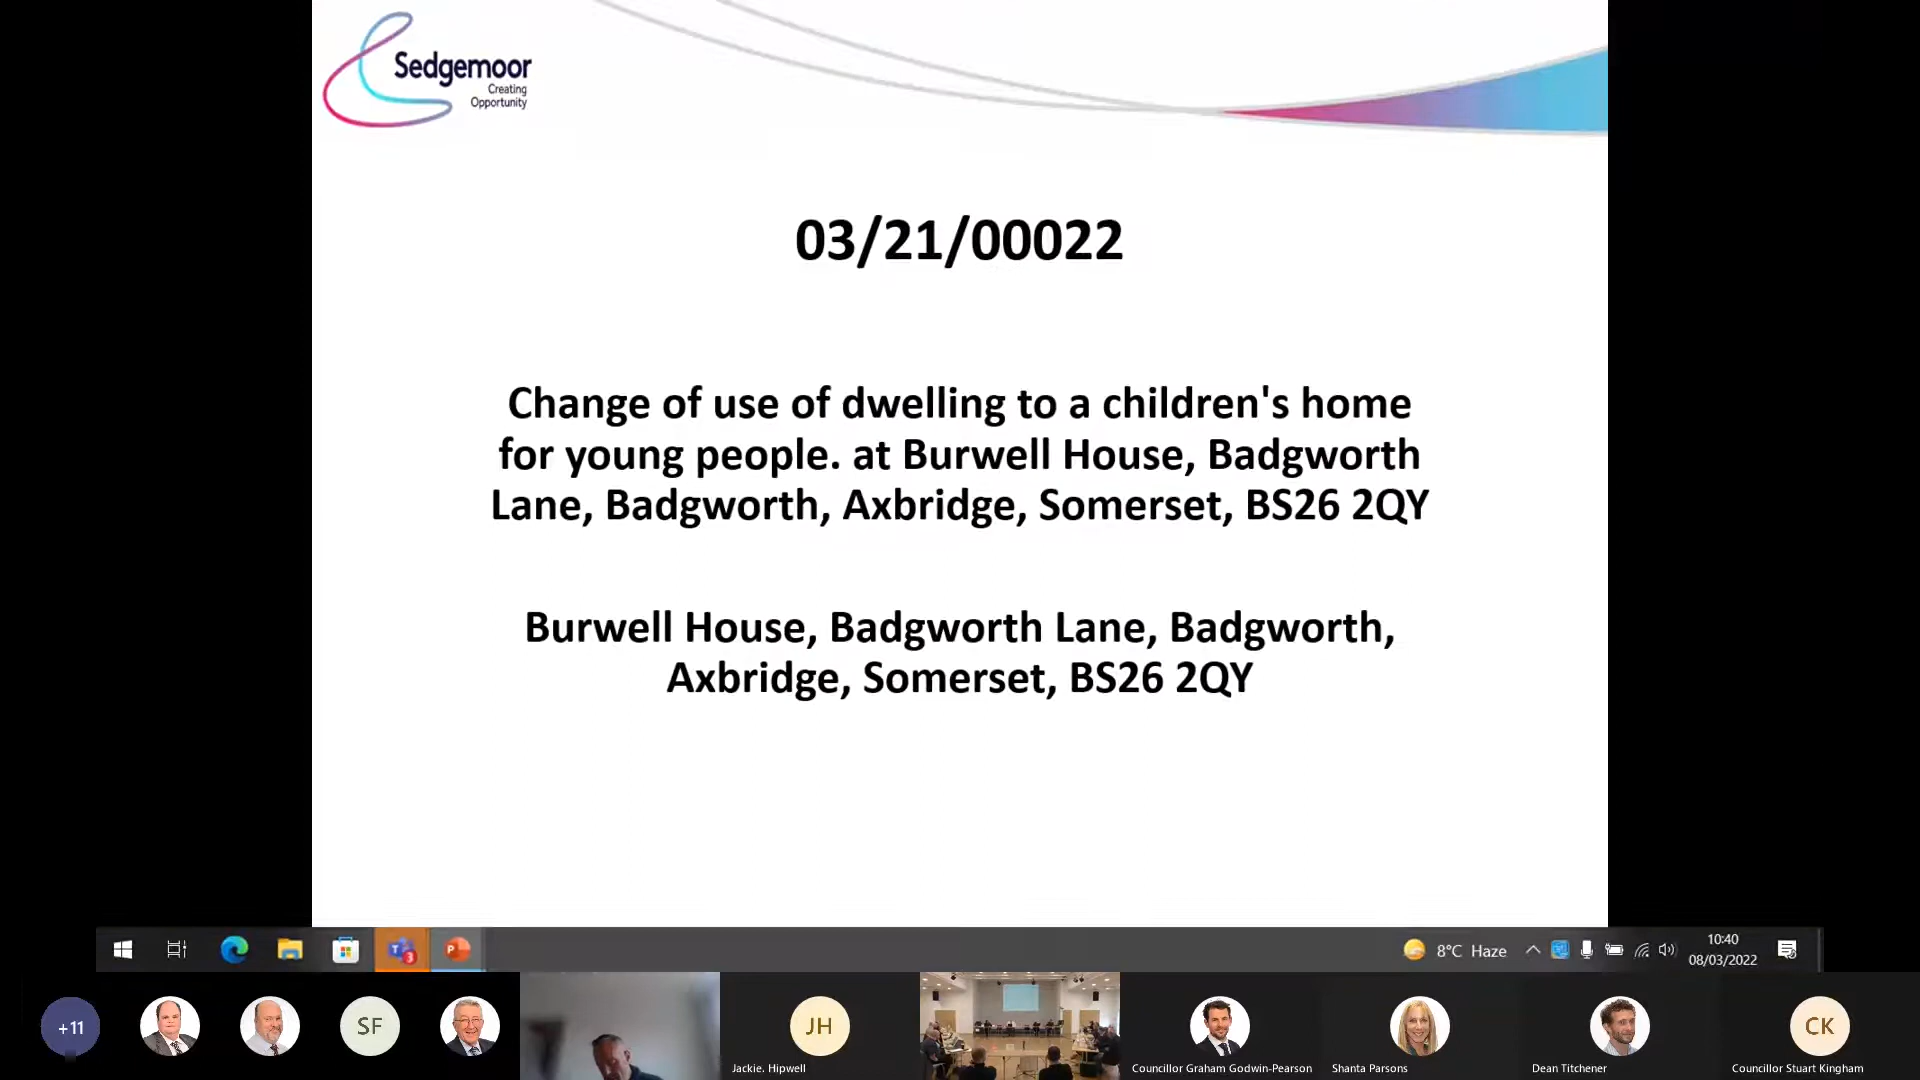 Sedgemoor
Creating
Opportunity
03/21/00022
Change of use of dwelling to a children's home
for young people. at Burwell House, Badgworth
Lane, Badgworth, Axbridge, Somerset, BS26 2QY
Burwell House, Badgworth Lane, Badgworth,
Axbridge, Somerset, BS26 2QY
8°C Haze
10:40
08/03/2022
+11
SF
JH
CK
Jackie. Hipwell
Councillor Graham Godwin-Pearson
Shanta Parsons
Dean Titchener
Councillor Stuart Kingham